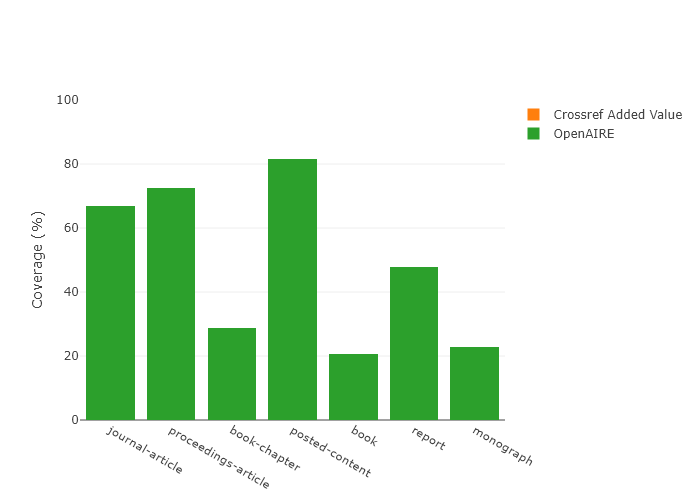 100
80
60
40
20
0
Coverage (%)
journal-article
proceedings-article
book-chapter
posted-content
book
report
monograph
Crossref Added Value
OpenAIRE